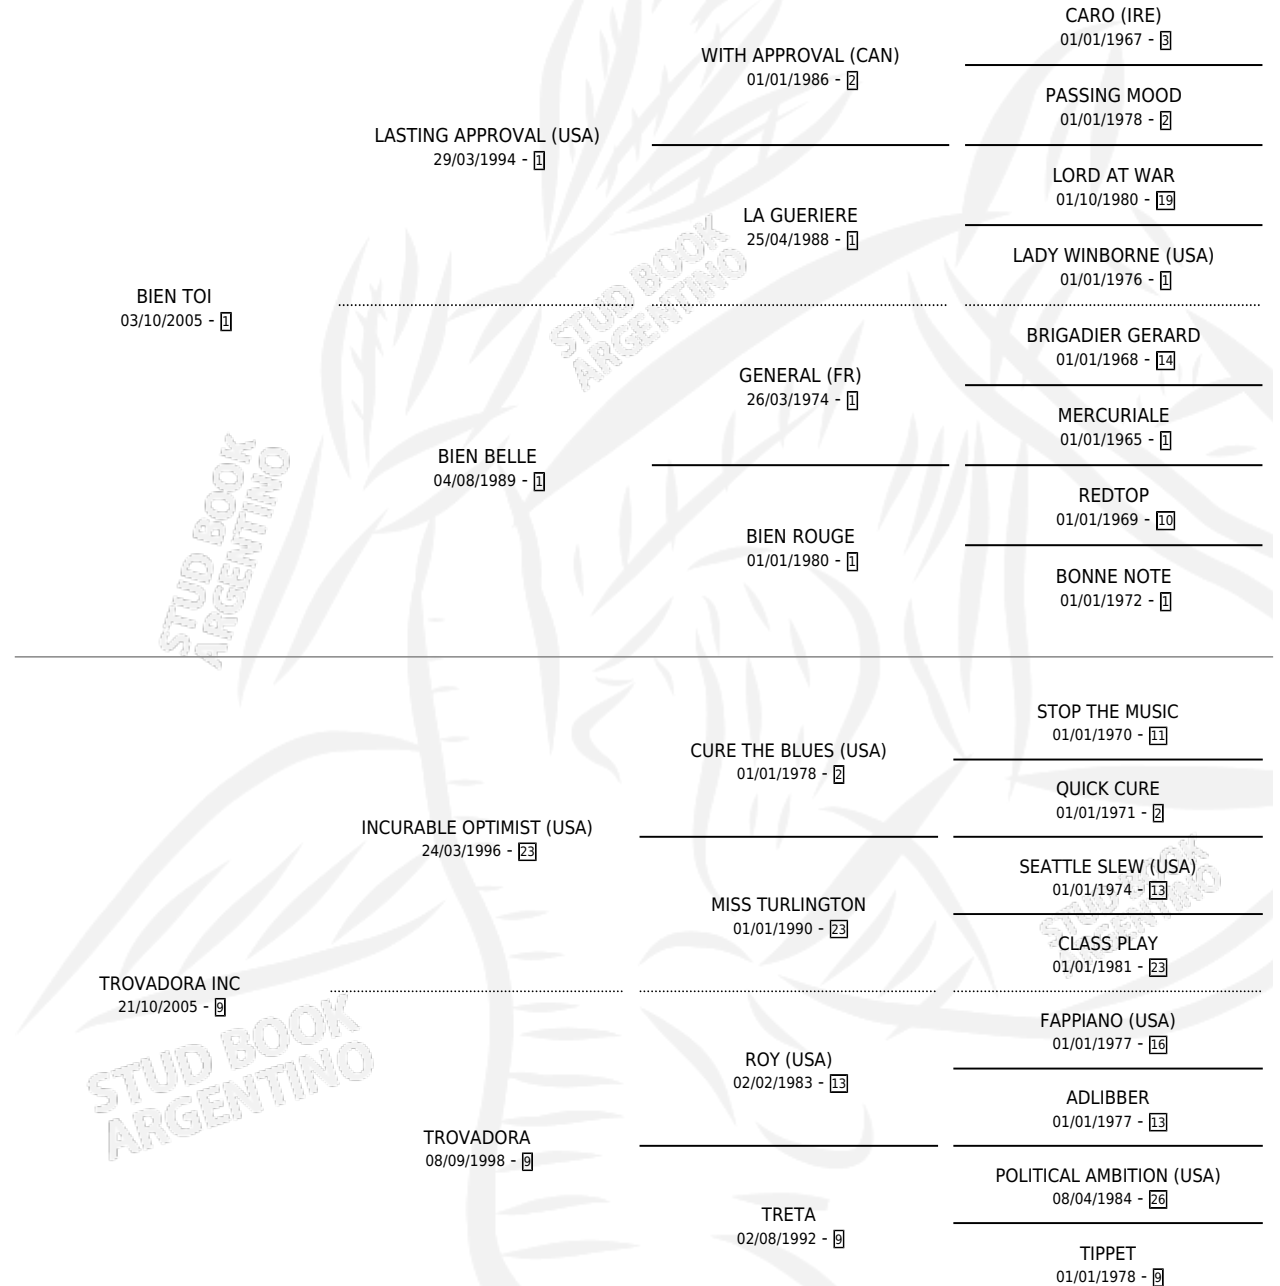 CARO (IRE)
01/01/1967 - 3
WITH APPROVAL (CAN)
01/01/1986 - 2
PASSING MOOD
01/01/1978 - 2
LASTING APPROVAL (USA)
29/03/1994 - 1
LORD AT WAR
01/10/1980 - 19
LA GUERIERE
25/04/1988 - 1
LADY WINBORNE (USA)
01/01/1976 - 1
BIEN TOI
03/10/2005 - 1
BRIGADIER GERARD
01/01/1968 - 14
GENERAL (FR)
26/03/1974 - 1
MERCURIALE
01/01/1965 - 1
BIEN BELLE
04/08/1989 - 1
REDTOP
01/01/1969 - 10
BIEN ROUGE
01/01/1980 - 1
BONNE NOTE
01/01/1972 - 1
STUD BOOK
ARGENTINO
STUD BOOK
ARGENTINO
STOP THE MUSIC
01/01/1970 - 11
CURE THE BLUES (USA)
01/01/1978 - 2
QUICK CURE
01/01/1971 - 2
INCURABLE OPTIMIST (USA)
24/03/1996 - 23
SEATTLE SLEW (USA)
01/01/1974 - 13
MISS TURLINGTON
01/01/1990 - 23
CLASS PLAY
01/01/1981 - 23
TROVADORA INC
21/10/2005 - 9
FAPPIANO (USA)
01/01/1977 - 16
ROY (USA)
02/02/1983 - 13
ADLIBBER
01/01/1977 - 13
TROVADORA
08/09/1998 - 9
POLITICAL AMBITION (USA)
08/04/1984 - 26
TRETA
02/08/1992 - 9
TIPPET
01/01/1978 - 9
STUD BOOK
ARGENTINO
STUD BOOK
ARGENTINO